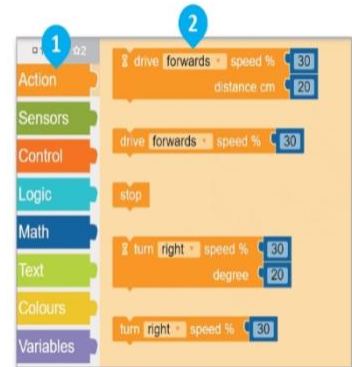 1
2
☆2
Action
Sensors
Control
Logic
Math
Text
Colours
Variables
drive forwards speed % 30
distance cm 20
drive forwards speed % 30
stop
turn right speed % 30
degree 20
turn right speed % 30